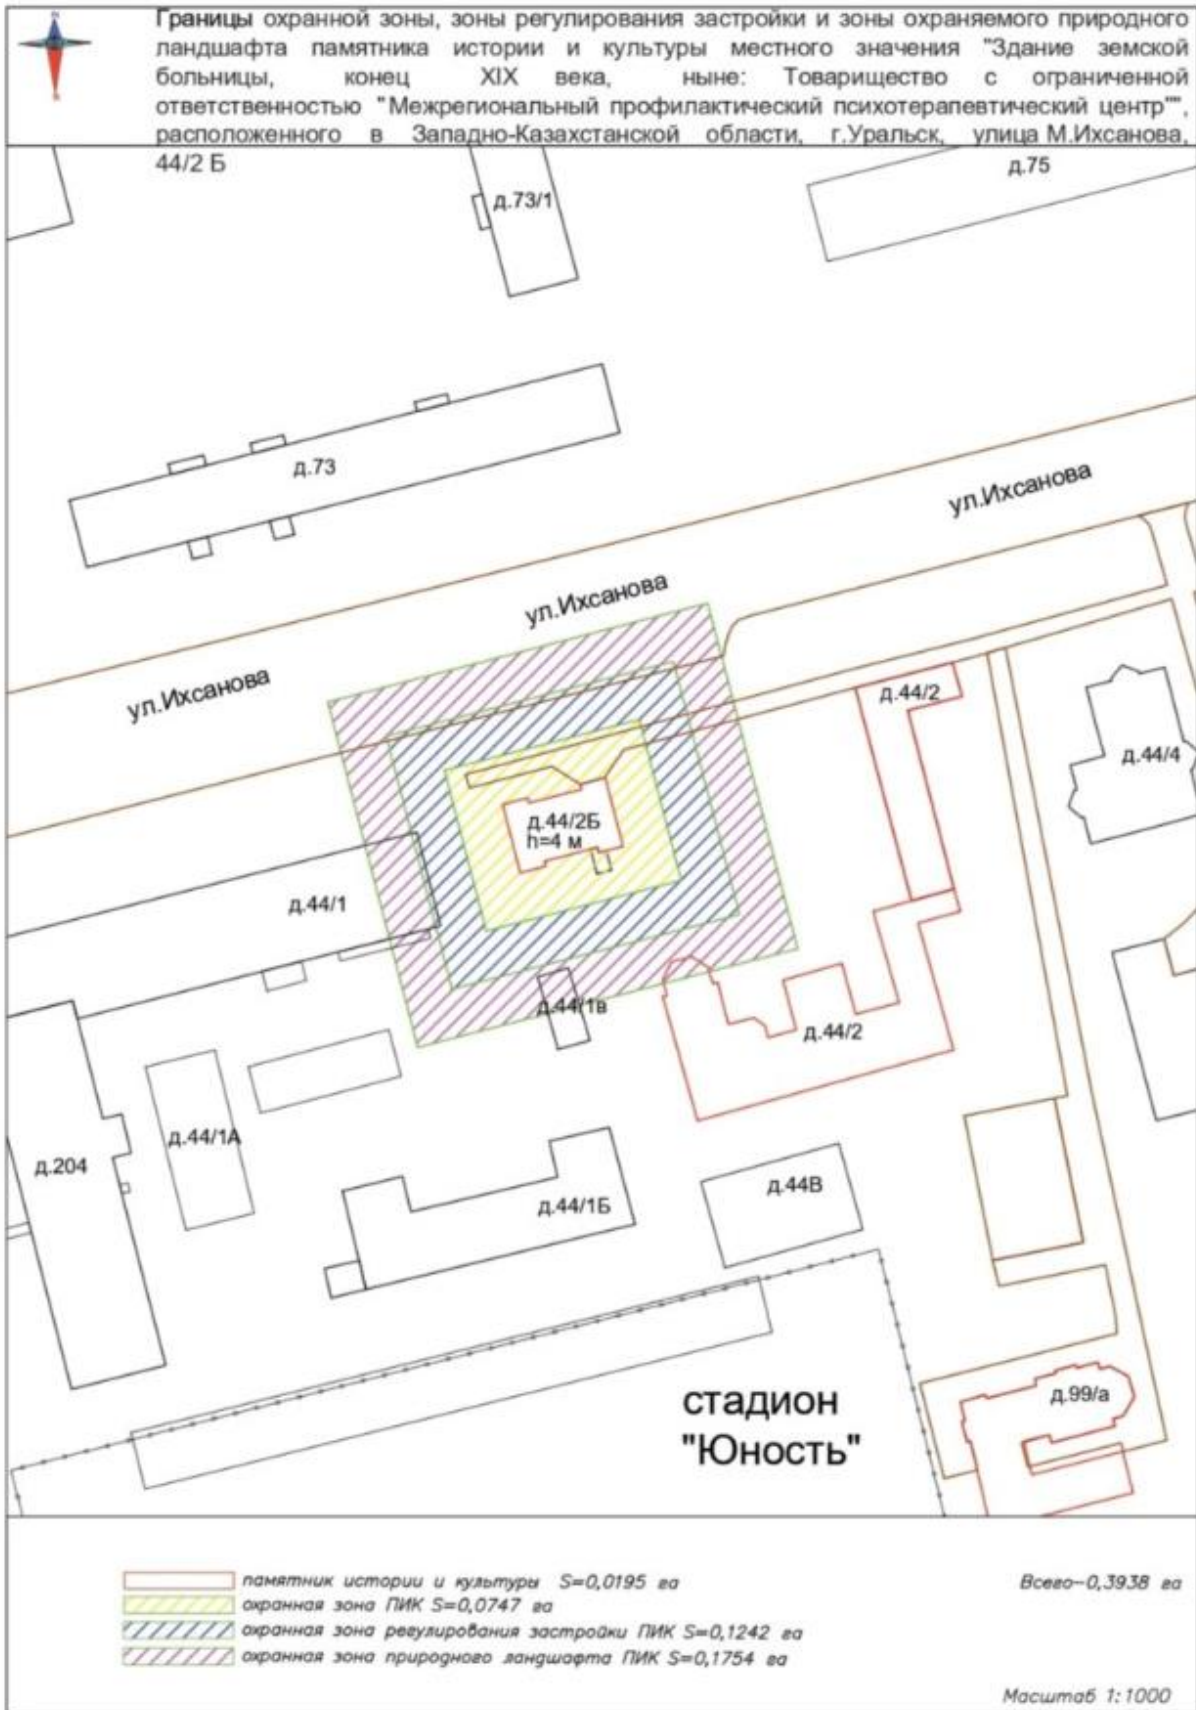 N
Границы охранной зоны, зоны регулирования застройки и зоны охраняемого природного
ландшафта памятника истории и культуры местного значения "Здание земской
больницы, конец XIX века, ныне: Товарищество с ограниченной
ответственностью "Межрегиональный профилактический психотерапевтический центр"",
расположенного в Западно-Казахстанской области, г.Уральск, улица М.Ихсанова,
44/2 Б
д.75
д.73/1
д.73
ул.Ихсанова
ул.Ихсанова
ул.Ихсанова
д.44/2
д.44/4
д.44/2Б
h=4 м
д.44/1
д.44/1в
д.44/2
д.44/1А
д.204
д.44В
д.44/1Б
д.99/а
стадион
"Юность"
памятник истории и культуры S=0,0195 га
Всего-0,3938 га
охранная зона ПИК S=0,0747 га
охранная зона регулирования застройки ПИК S=0,1242 га
охранная зона природного ландшафта ПИК S=0,1754 га
Масштаб 1:1000